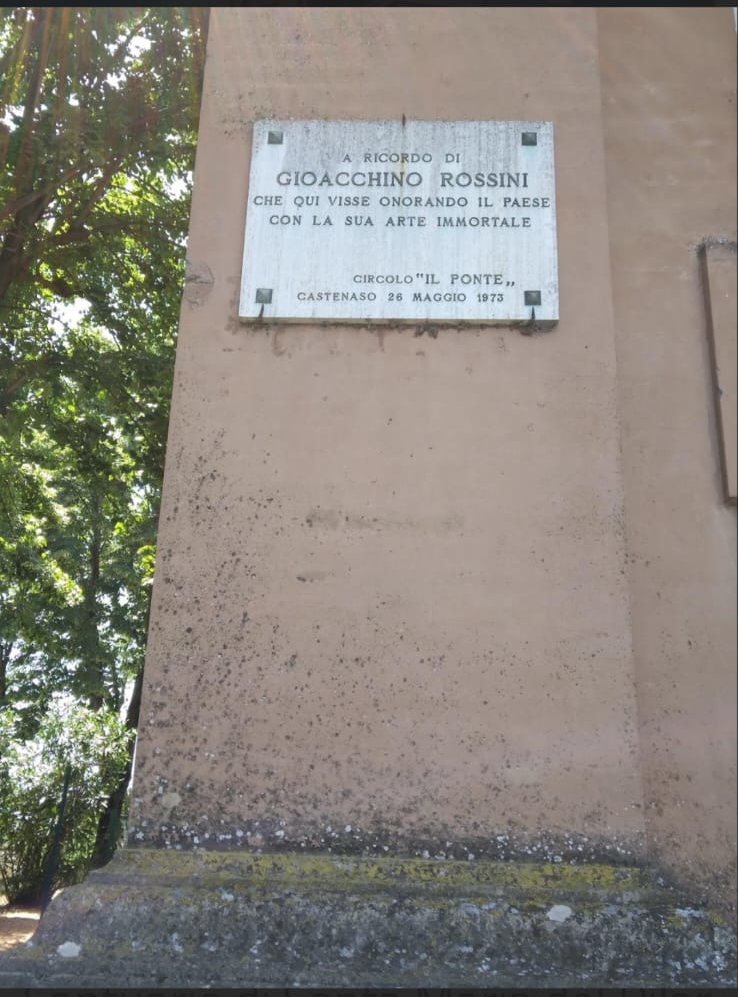 A RICORDO DI
GIOACCHINO ROSSINI
CHE QUI VISSE ONORANDO IL PAESE
CON LA SUA ARTE IMMORTALE
CIRCOLO "IL PONTE„
CASTENASO 26 MAGGIO 1973